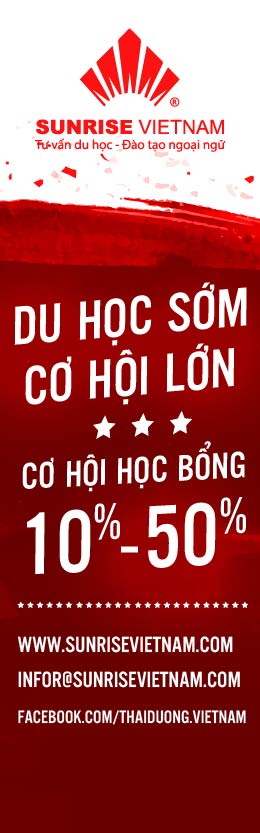 ®
SUNRISE VIETNAM
Tư vấn du học - Đào tạo ngoại ngữ
DU HỌC SỚM
CƠ HỘI LỚN
CƠ HỘI HỌC BỔNG
10%-50%
WWW.SUNRISEVIETNAM.COM
INFOR@SUNRISEVIETNAM.COM
FACEBOOK.COM/THAIDUONG.VIETNAM